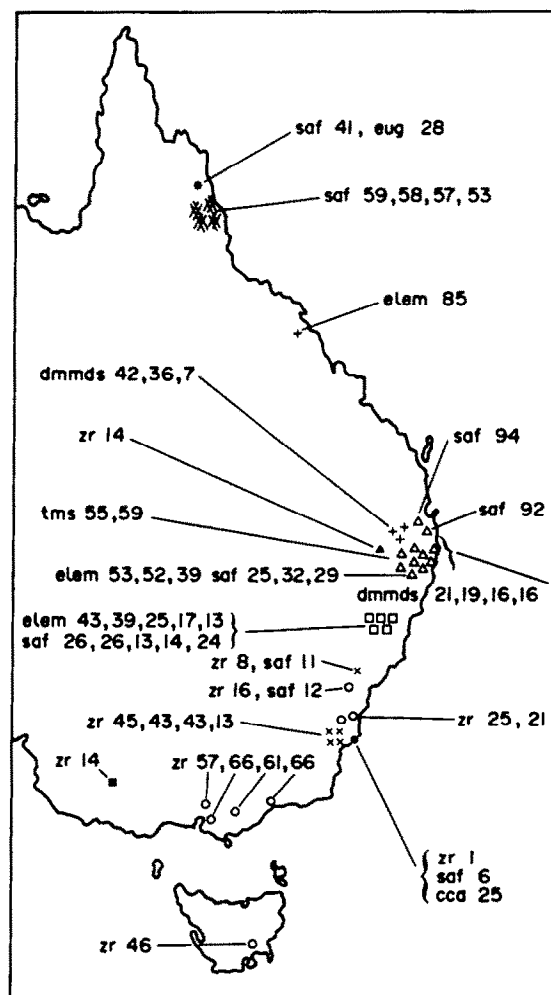 saf 41, eug 28
saf 59,58,57,53
elem 85
dmmds 42,36,7
zr 14
saf 94
tms 55,59
saf 92
elem 53,52,39 saf 25,32,29
dmmds 21,19,16,16
elem 43,39,25,17,13
saf 26,26,13,14,24
zr 8, saf 11
zr 16, saf 12
zr 45,43,43,13
zr 25, 21
zr 14
zr 57,66,61,66
zr 1
saf 6
cca 25
zr 46